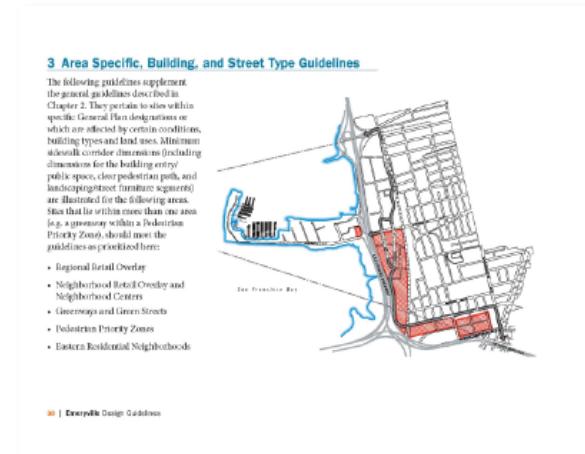 3 Area Specific, Building, and Street Type Guidelines
The following guidelines supplement
the general guidelines described in
Chapter 2. They pertain to sites within
specific General Plan designations or
which are affected by certain conditions,
building types and land uses. Minimum
sidewalk corridor dimensions (including
dimensions for the building entry/
public space, clear pedestrian path, and
landscaping/street furniture segments)
are illustrated for the following areas.
Sites that lie within more than one area
(e.g. a greenway within a Pedestrian
Priority Zone), should meet the
guidelines as prioritized here:
• Regional Retail Overlay
• Neighborhood Retail Overlay and
Neighborhood Centers
• Greenways and Green Streets
• Pedestrian Priority Zones
• Eastern Residential Neighborhoods
San Francisco Bay
| Emeryville Design Guidelines